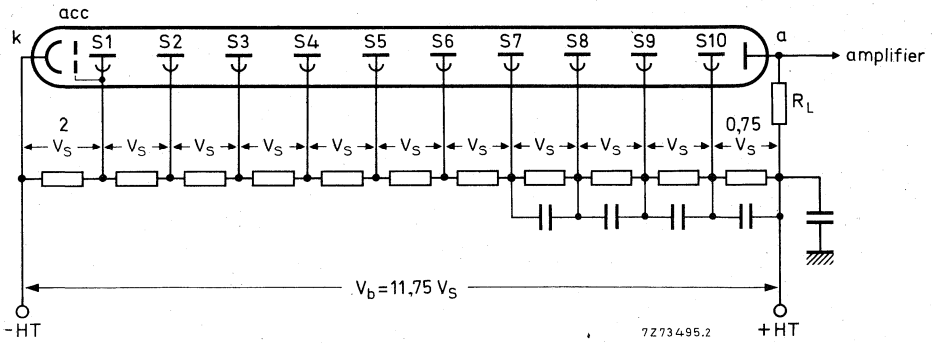 acc
k S1 S2 S3 S4 S5 S6 S7 S8 S9 S10 a
amplifier
R_L
2 0,75
V_S V_S V_S V_S V_S V_S V_S V_S V_S V_S V_S
V_b = 11,75 V_S
-HT 7Z73495.2 +HT